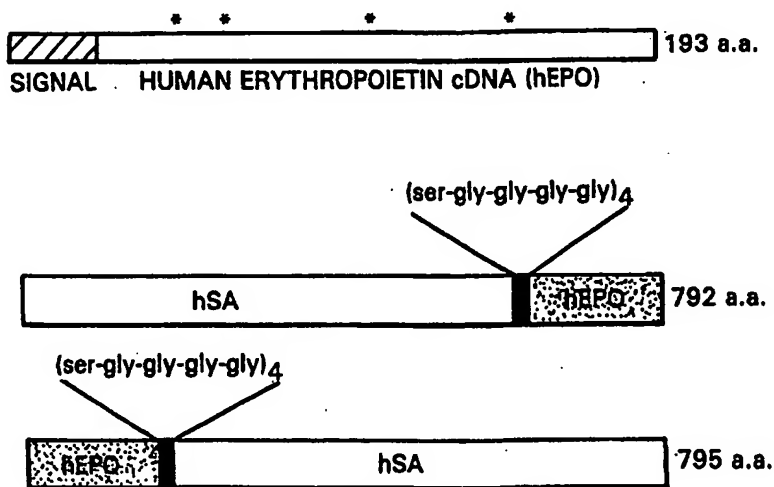 * * * *
193 a.a.
SIGNAL HUMAN ERYTHROPOIETIN cDNA (hEPO)
(ser-gly-gly-gly-gly)4
hSA hEPO 792 a.a.
(ser-gly-gly-gly-gly)4
hEPO hSA 795 a.a.